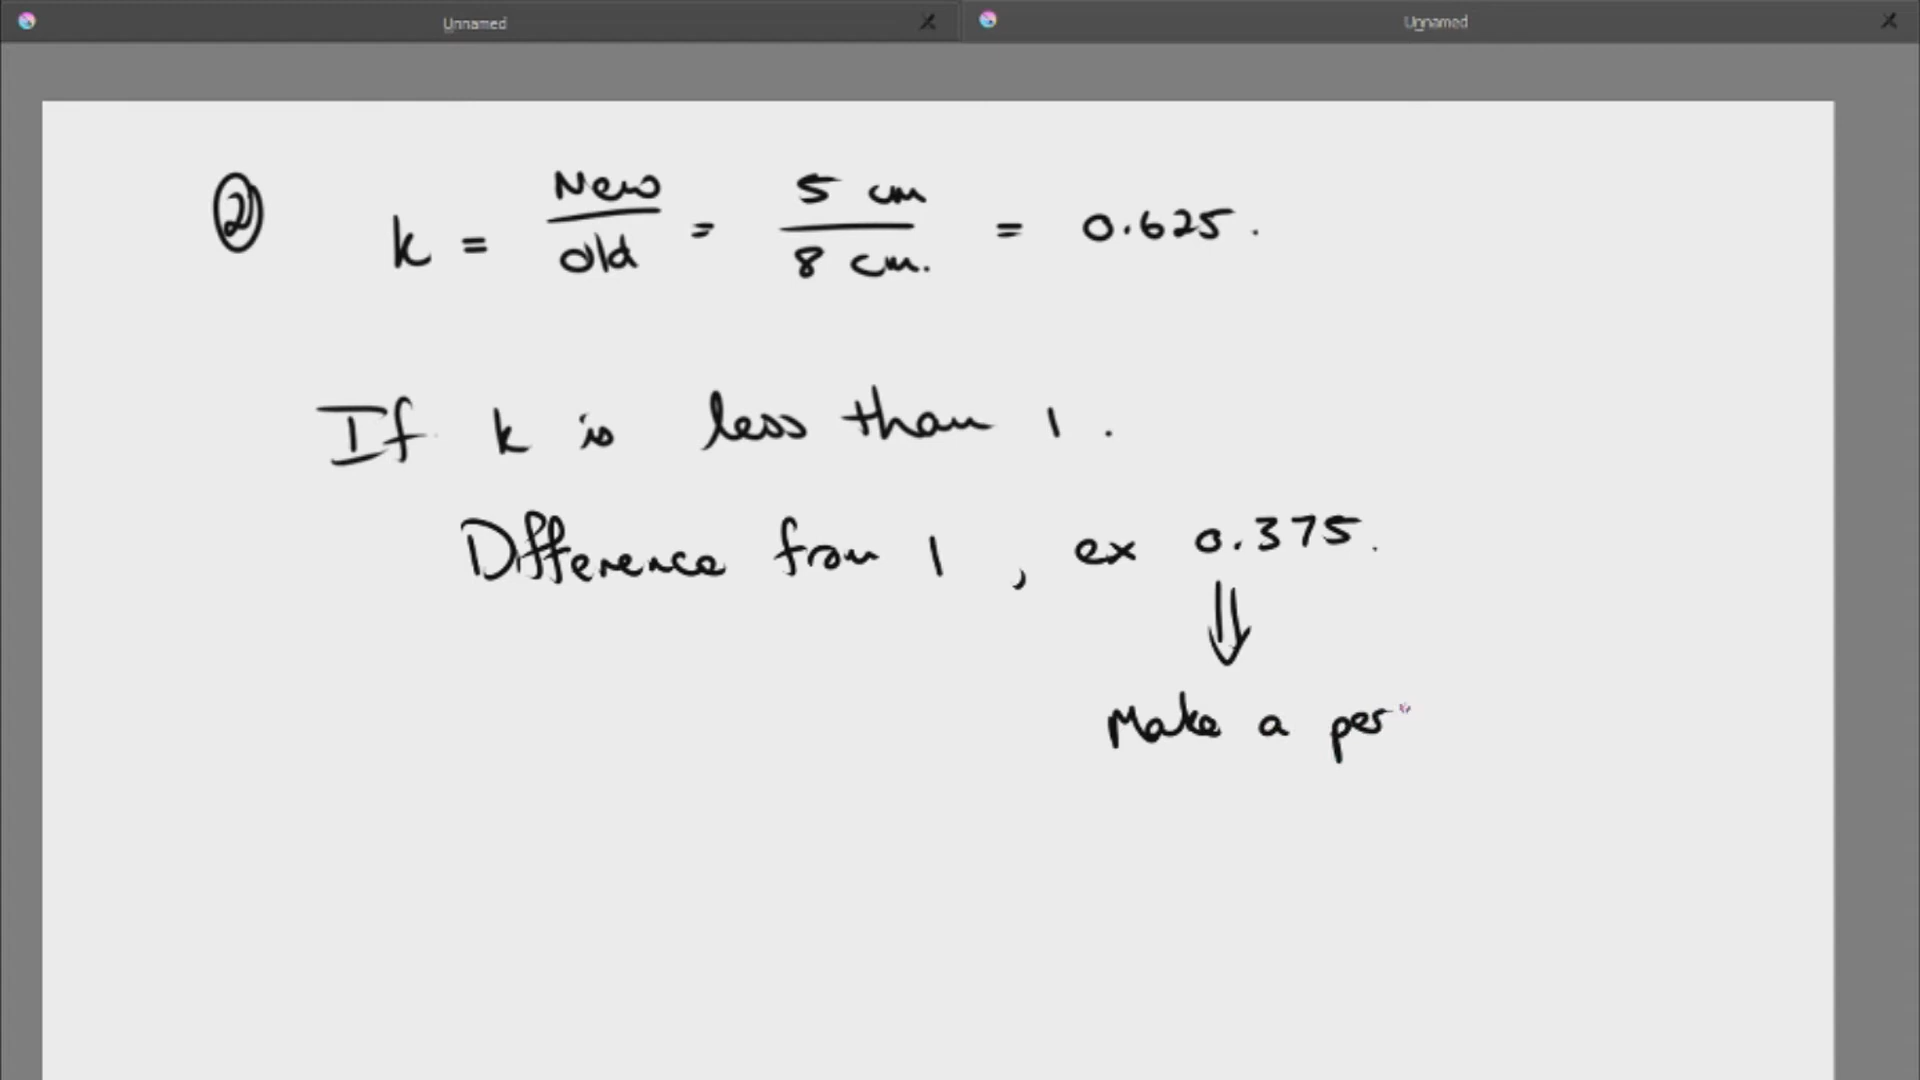 Unnamed Unnamed
② k = New/old = 5 cm/8 cm. = 0.625.
If k is less than 1.
Difference from 1, ex 0.375.
Make a per